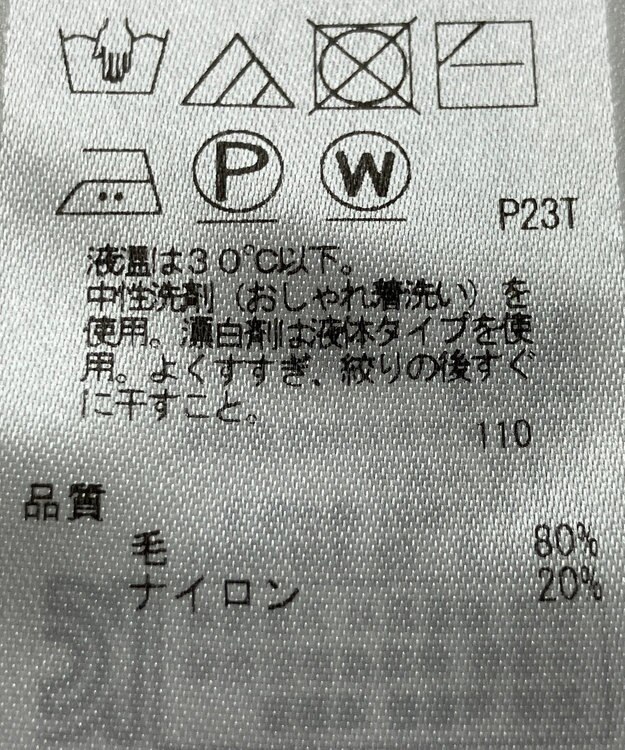 P W
P23T
液温は30℃以下。
中性洗剤（おしゃれ着洗い）を
使用。漂白剤は液体タイプを使
用。よくすすぎ、絞りの後すぐ
に干すこと。
110
品質
毛 80%
ナイロン 20%